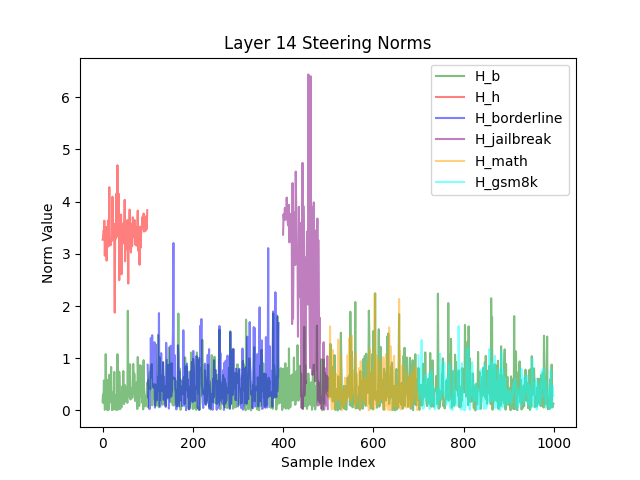 Layer 14 Steering Norms
H_b
H_h
H_borderline
H_jailbreak
H_math
H_gsm8k
Norm Value
6
5
4
3
2
1
0
0 200 400 600 800 1000
Sample Index